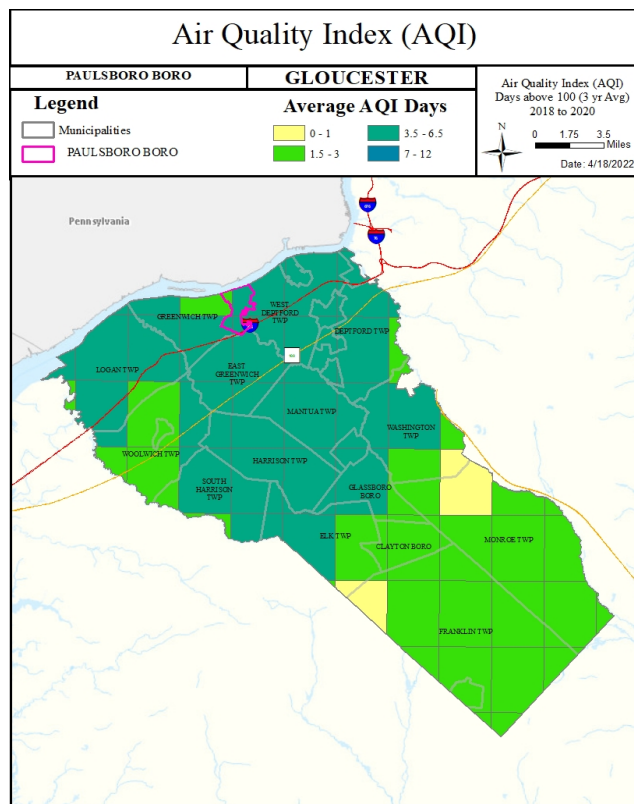 Air Quality Index (AQI)
PAULSBORO BORO
GLOUCESTER
Legend
Municipalities
PAULSBORO BORO
Average AQI Days
0 - 1
1.5 - 3
3.5 - 6.5
7 - 12
Air Quality Index (AQI)
Days above 100 (3 yr Avg)
2018 to 2020
N
0 1.75 3.5
Miles
Date: 4/18/2022
Pennsylvania
WEST
DEPTFORD
TWP
GREENWICH TWP
DEPTFORD TWP
LOGAN TWP
EAST
GREENWICH
TWP
MANTUA TWP
WASHINGTON
TWP
WOOLWICH TWP
HARRISON TWP
SOUTH
HARRISON
TWP
GLASSBORO
BORO
ELK TWP
CLAYTON BORO
MONROE TWP
FRANKLIN TWP